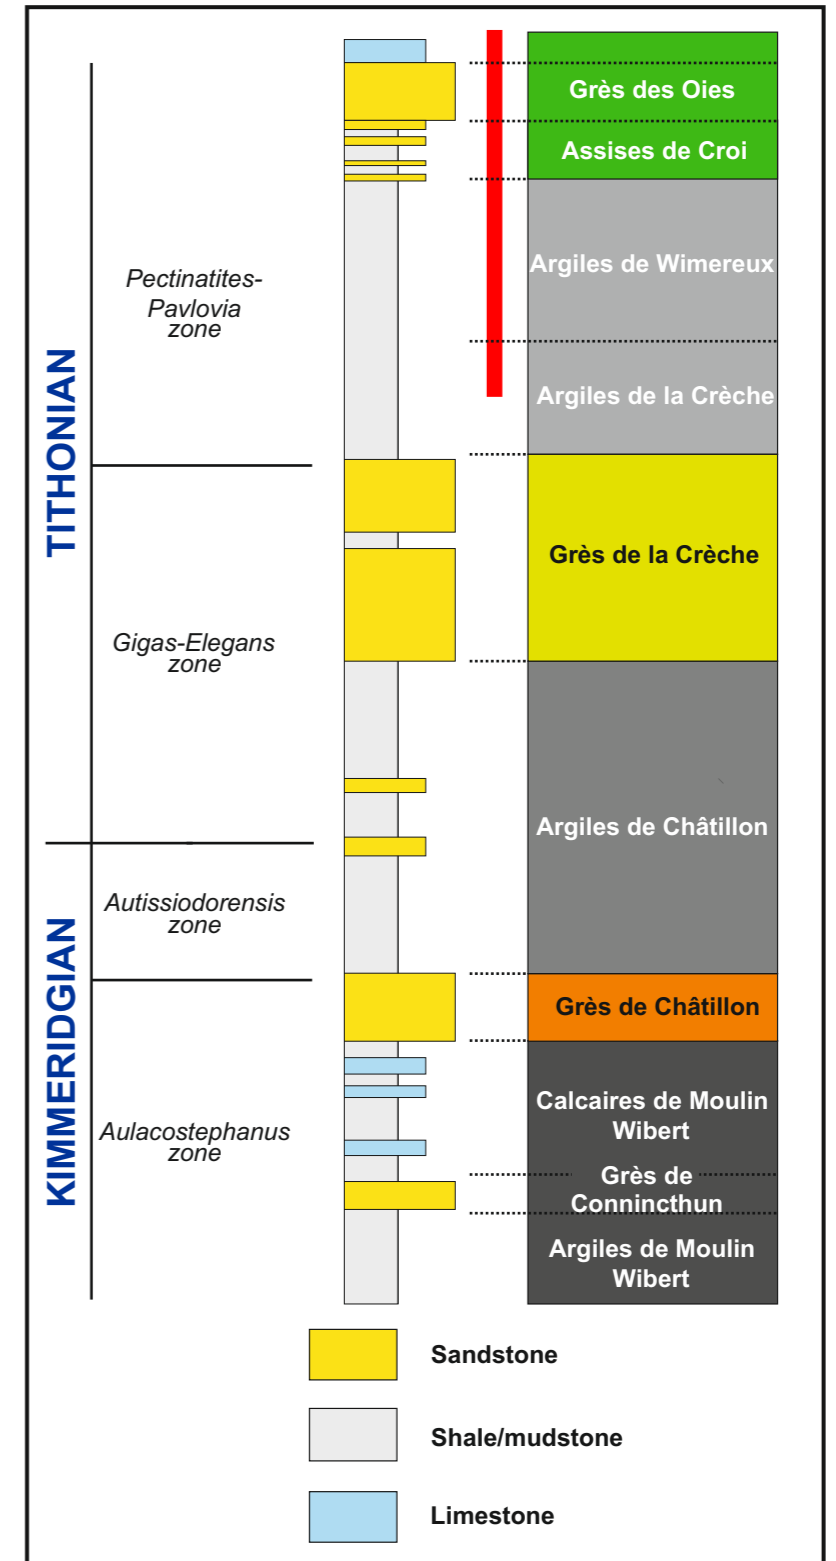 TITHONIAN
KIMMERIDGIAN
Pectinatites-
Pavlovia
zone
Gigas-Elegans
zone
Autissiodorensis
zone
Aulacostephanus
zone
Grès des Oies
Assises de Croi
Argiles de Wimereux
Argiles de la Crèche
Grès de la Crèche
Argiles de Châtillon
Grès de Châtillon
Calcaires de Moulin
Wibert
Grès de
Connincthun
Argiles de Moulin
Wibert
Sandstone
Shale/mudstone
Limestone